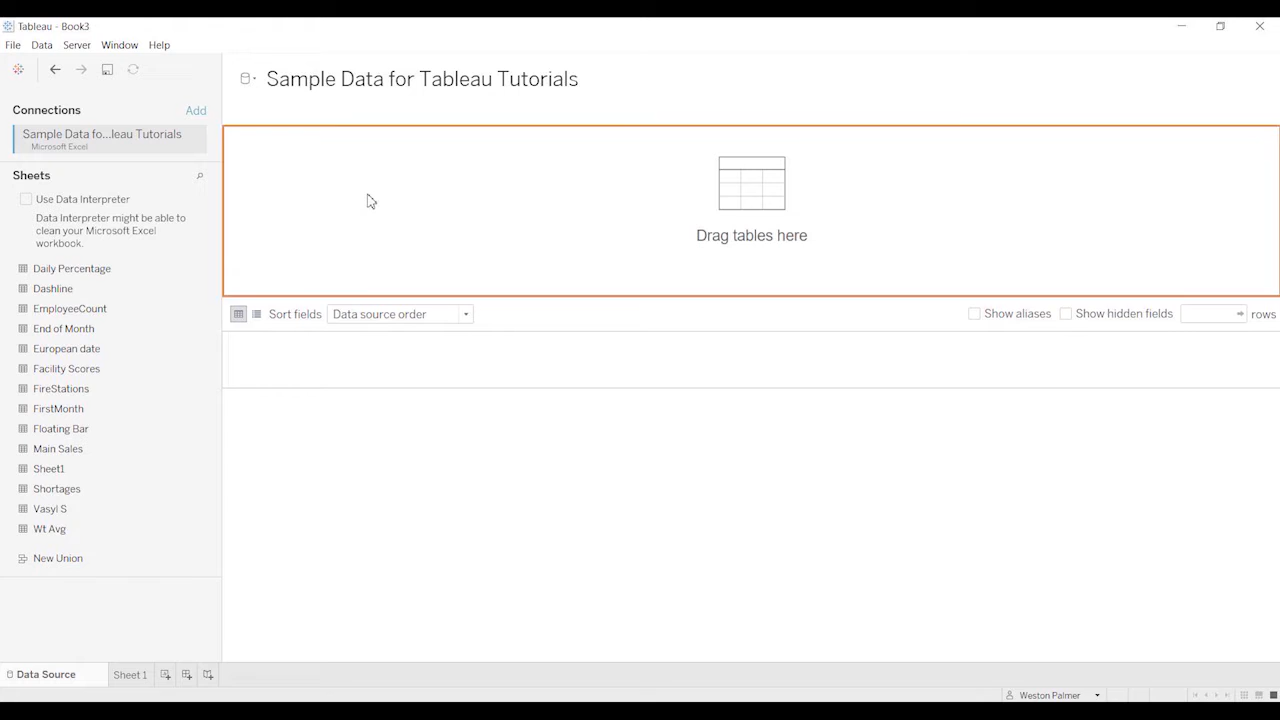 Tableau - Book3
File Data Server Window Help
Connections Add
Sample Data fo...leau Tutorials
Microsoft Excel
Sheets
Use Data Interpreter
Data Interpreter might be able to
clean your Microsoft Excel
workbook.
Daily Percentage
Dashline
EmployeeCount
End of Month
European date
Facility Scores
FireStations
FirstMonth
Floating Bar
Main Sales
Sheet1
Shortages
Vasyl S
Wt Avg
New Union
Sample Data for Tableau Tutorials
Drag tables here
Sort fields Data source order Show aliases Show hidden fields rows
Data Source Sheet 1
Weston Palmer